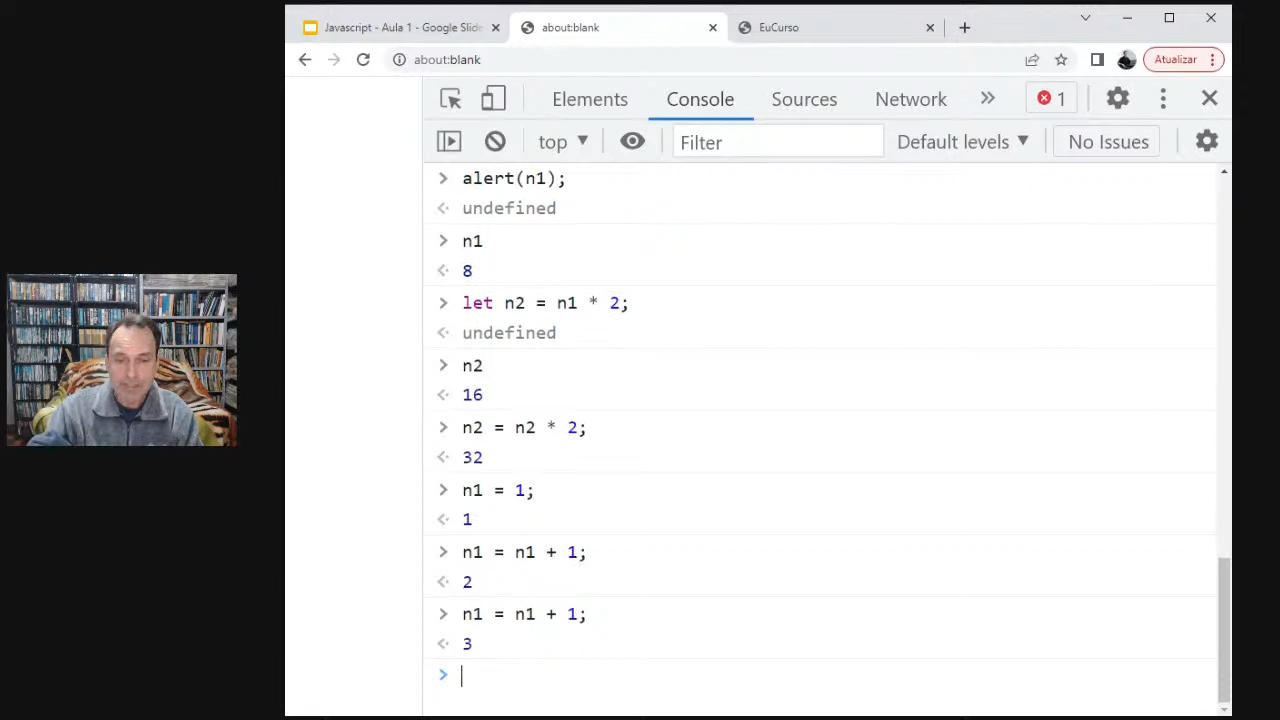 Javascript - Aula 1 - Google Slide
about:blank
EuCurso
about:blank
Atualizar
Elements
Console
Sources
Network
1
top
Filter
Default levels
No Issues
alert(n1);
undefined
n1
8
let n2 = n1 * 2;
undefined
n2
16
n2 = n2 * 2;
32
n1 = 1;
1
n1 = n1 + 1;
2
n1 = n1 + 1;
3